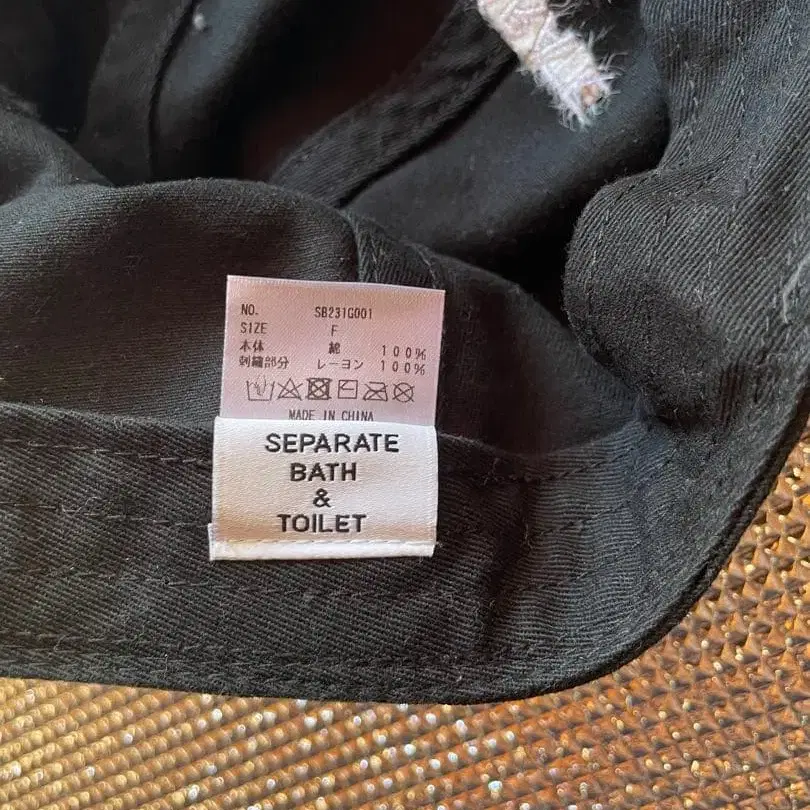 NO. SB231G001
SIZE F
本体 綿 100%
刺繍部分 レーヨン 100%
MADE IN CHINA
SEPARATE
BATH
&
TOILET